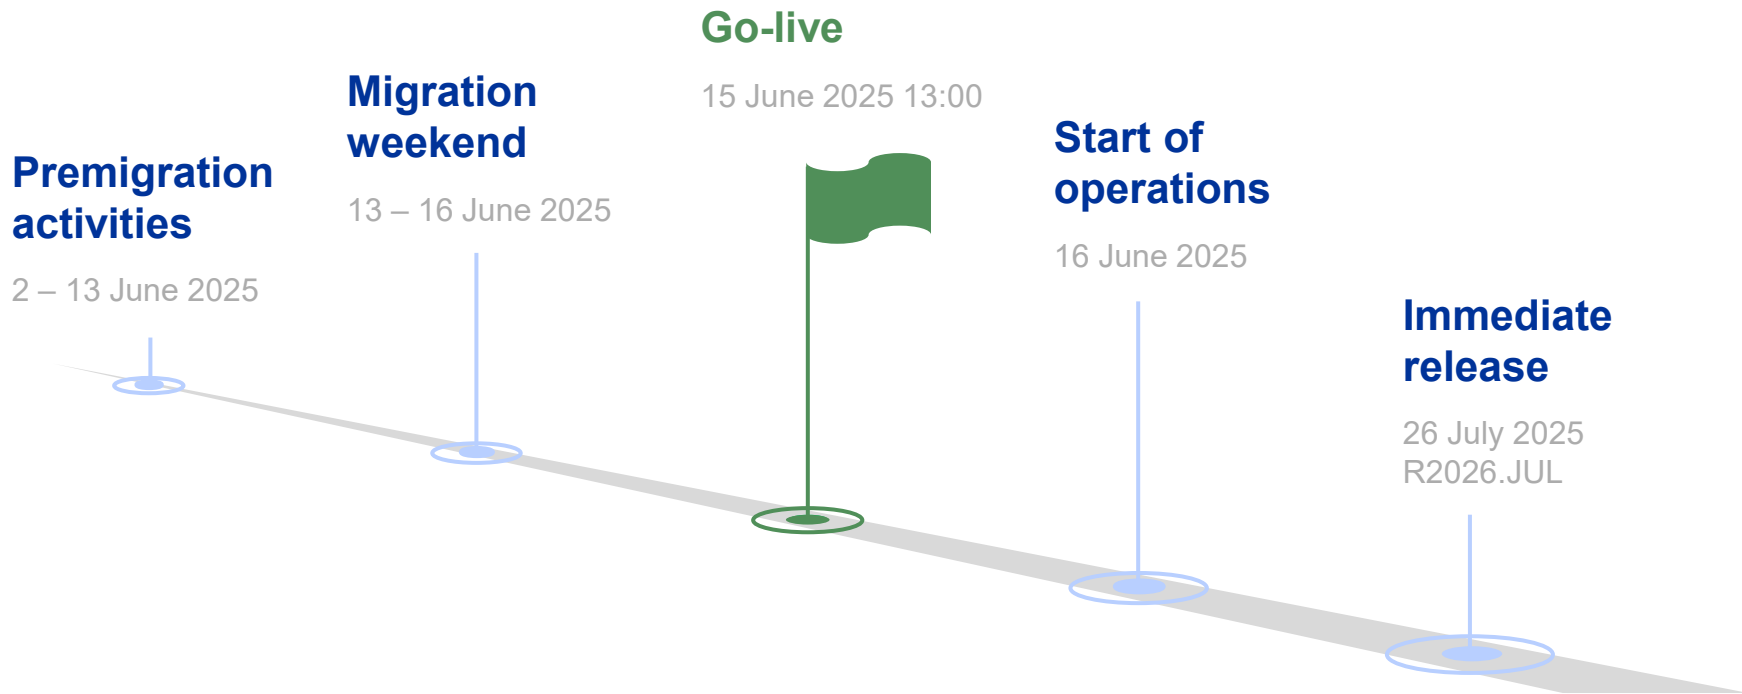 Premigration
activities
2 – 13 June 2025
Migration
weekend
13 – 16 June 2025
Go-live
15 June 2025 13:00
Start of
operations
16 June 2025
Immediate
release
26 July 2025
R2026.JUL